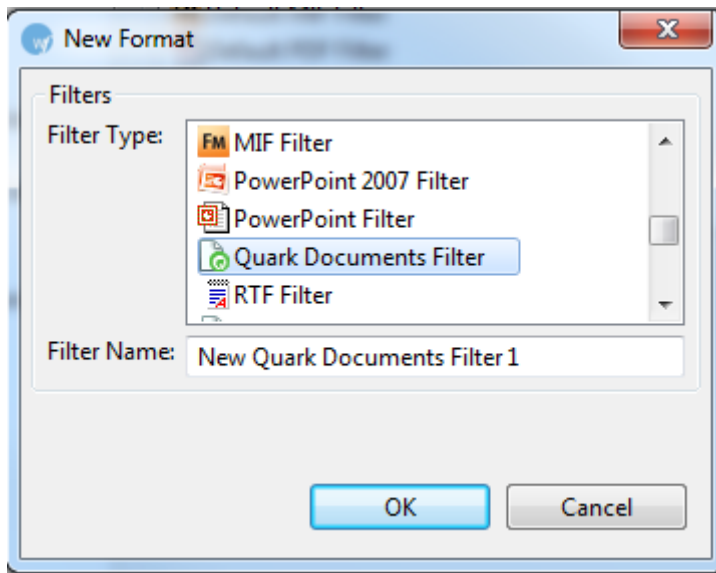 New Format
Filters
Filter Type:
FM MIF Filter
PowerPoint 2007 Filter
PowerPoint Filter
Quark Documents Filter
RTF Filter
Filter Name: New Quark Documents Filter 1
OK Cancel